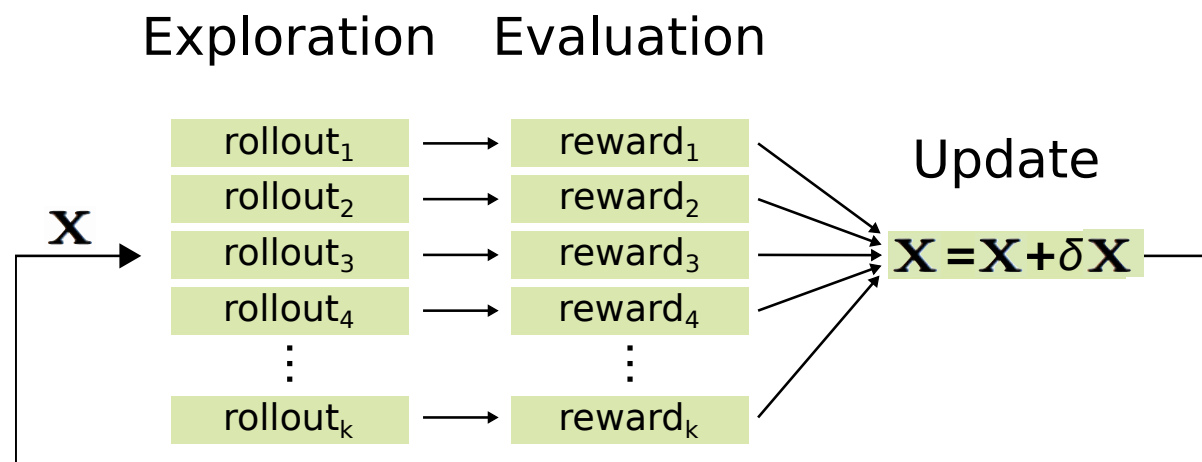 Exploration Evaluation
Update
rollout₁ reward₁
rollout₂ reward₂
X
rollout₃ reward₃
X=X+δX
rollout₄ reward₄
⋮ ⋮
rolloutₖ rewardₖ